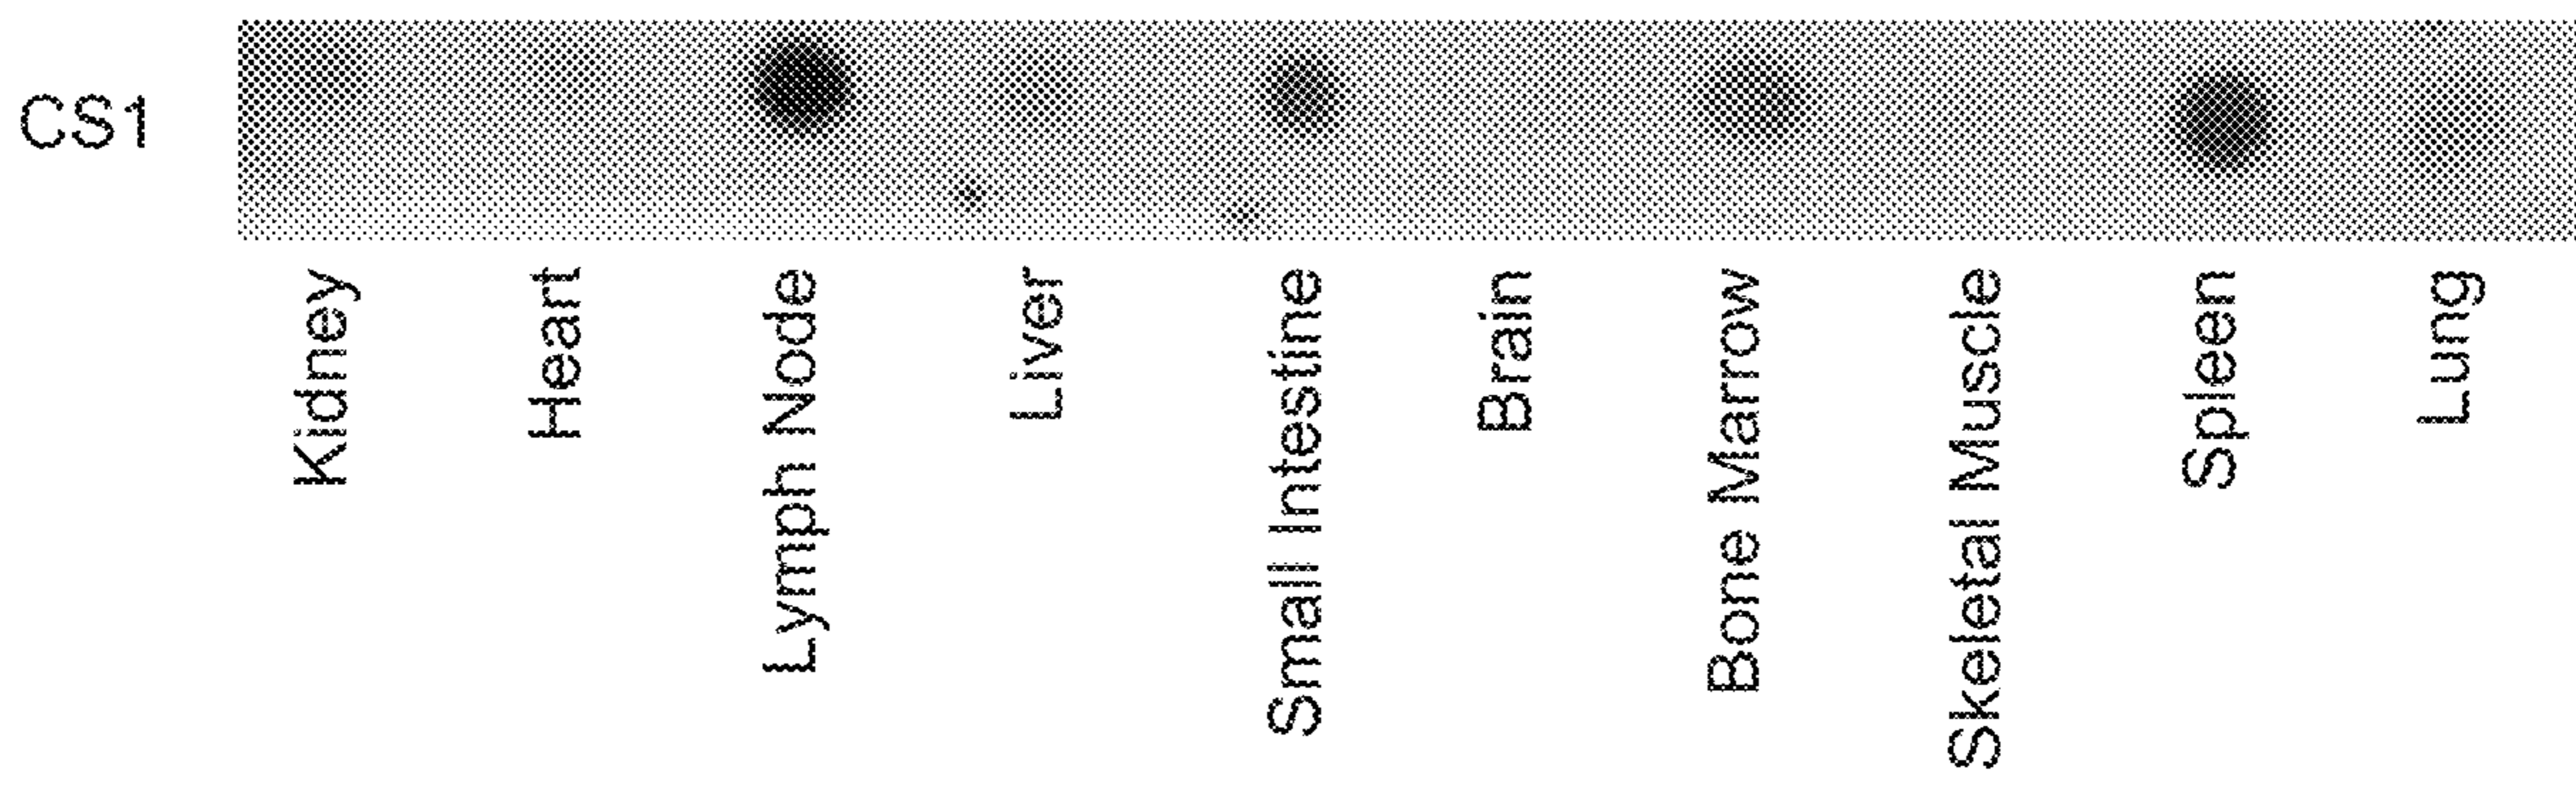 CS1
Kidney
Heart
Lymph Node
Liver
Small Intestine
Brain
Bone Marrow
Skeletal Muscle
Spleen
Lung